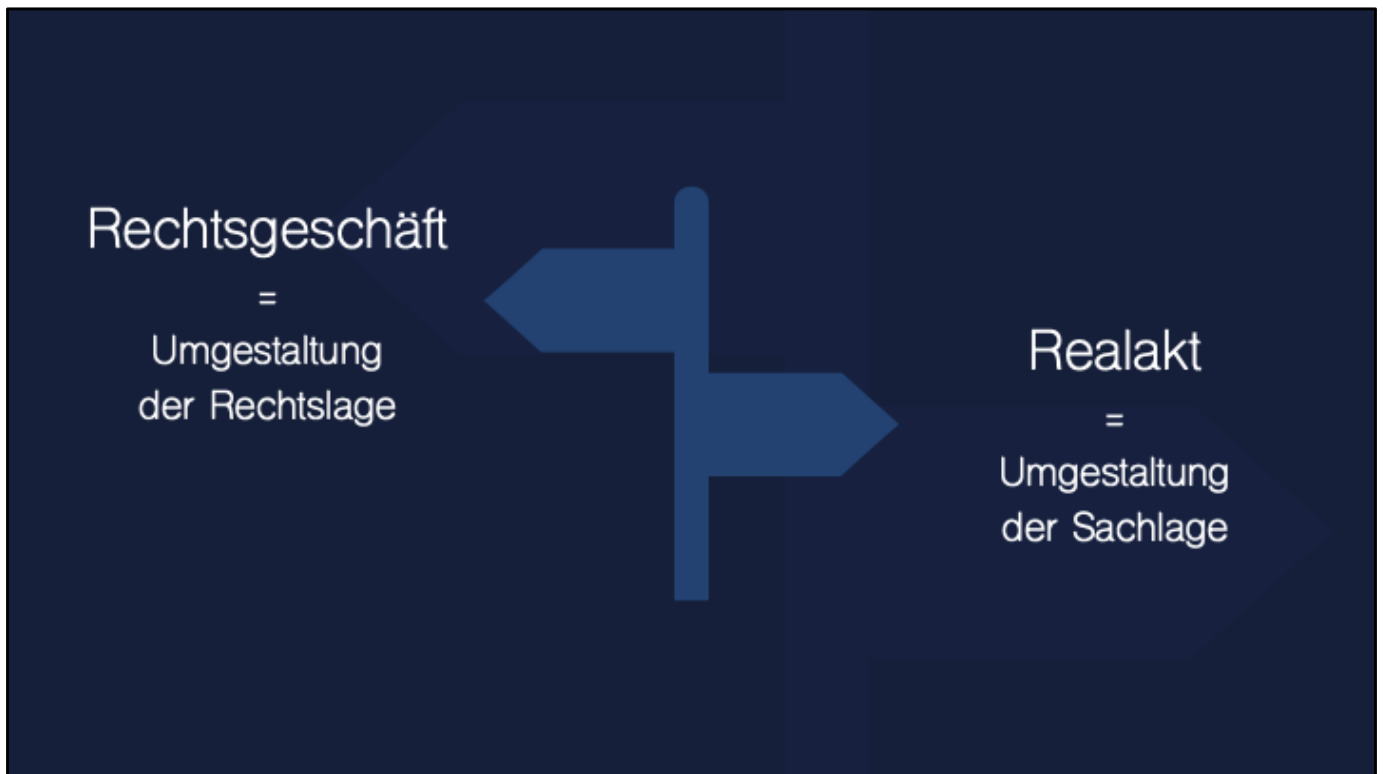 Rechtsgeschäft
=
Umgestaltung
der Rechtslage
Realakt
=
Umgestaltung
der Sachlage